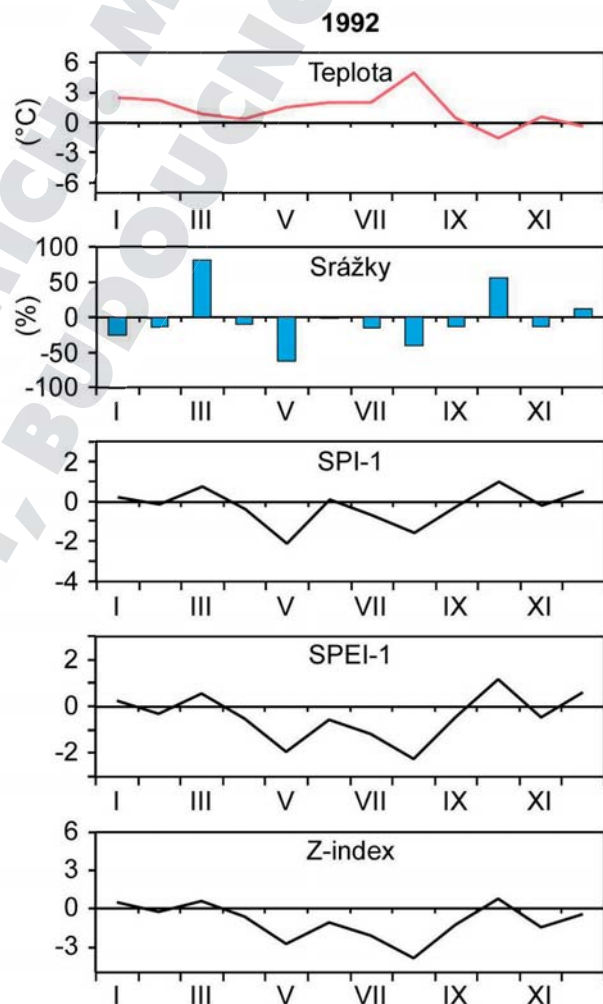 1992
Teplota
(°C)
6
3
0
-3
-6
I III V VII IX XI
Srážky
(%)
100
50
0
-50
-100
I III V VII IX XI
SPI-1
2
0
-2
-4
I III V VII IX XI
SPEI-1
2
0
-2
I III V VII IX XI
Z-index
6
3
0
-3
I III V VII IX XI